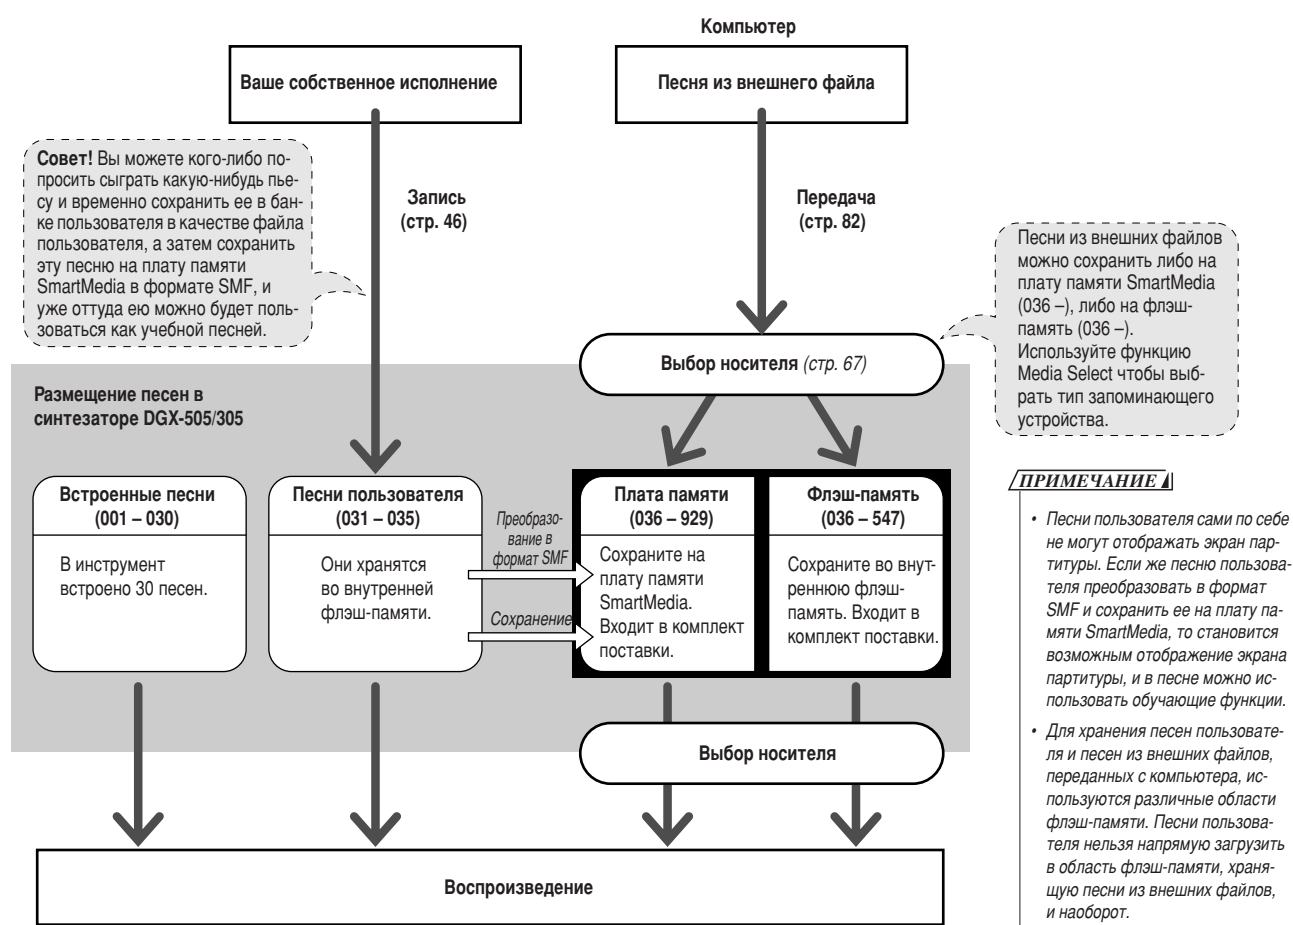 Компьютер
Ваше собственное исполнение
Песня из внешнего файла
Совет! Вы можете кого-либо по-
просить сыграть какую-нибудь пье-
су и временно сохранить ее в бан-
ке пользователя в качестве файла
пользователя, а затем сохранить
эту песню на плату памяти
SmartMedia в формате SMF, и
уже оттуда ею можно будет поль-
зоваться как учебной песней.
Запись
(стр. 46)
Передача
(стр. 82)
Песни из внешних файлов
можно сохранить либо на
плату памяти SmartMedia
(036 –), либо на флэш-
память (036 –).
Используйте функцию
Media Select чтобы выб-
рать тип запоминающего
устройства.
Выбор носителя (стр. 67)
Размещение песен в
синтезаторе DGX-505/305
Встроенные песни
(001 – 030)
В инструмент
встроено 30 песен.
Песни пользователя
(031 – 035)
Они хранятся
во внутренней
флэш-памяти.
Преобразо-
вание в
формат SMF
Сохранение
Плата памяти
(036 – 929)
Сохраните на
плату памяти
SmartMedia.
Входит в комплект
поставки.
Флэш-память
(036 – 547)
Сохраните во внут-
реннюю флэш-
память. Входит в
комплект поставки.
Выбор носителя
Воспроизведение
ПРИМЕЧАНИЕ
• Песни пользователя сами по себе
не могут отображать экран пар-
титуры. Если же песню пользова-
теля преобразовать в формат
SMF и сохранить ее на плату па-
мяти SmartMedia, то становится
возможным отображение экрана
партитуры, и в песне можно ис-
пользовать обучающие функции.
• Для хранения песен пользовате-
ля и песен из внешних файлов,
переданных с компьютера, ис-
пользуются различные области
флэш-памяти. Песни пользова-
теля нельзя напрямую загрузить
в область флэш-памяти, храня-
щую песни из внешних файлов,
и наоборот.